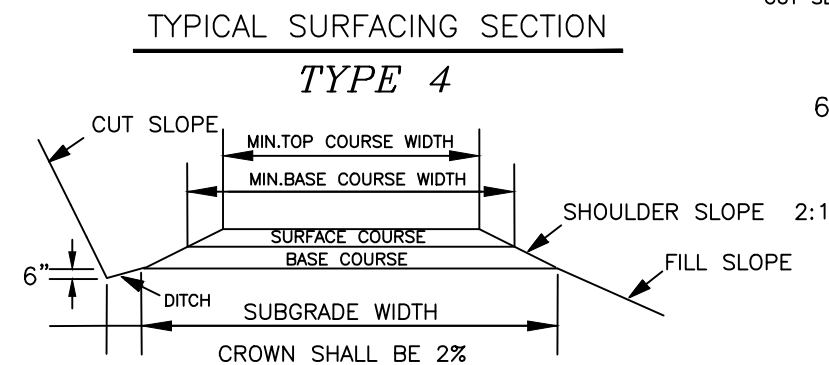 TYPICAL SURFACING SECTION
TYPE 4
CUT SLOPE
MIN.TOP COURSE WIDTH
MIN.BASE COURSE WIDTH
SHOULDER SLOPE 2:1
SURFACE COURSE
BASE COURSE
FILL SLOPE
6"
DITCH
SUBGRADE WIDTH
CROWN SHALL BE 2%
6